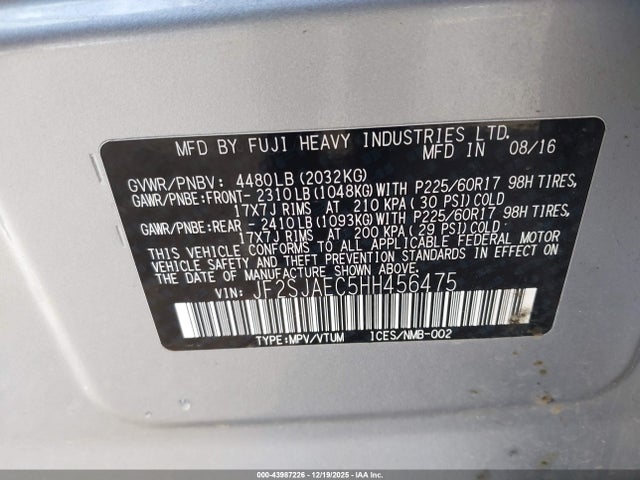 MFD BY FUJI HEAVY INDUSTRIES LTD.
MFD IN 08/16
GVWR/PNBV: 4480LB (2032KG)
GAWR/PNBE:FRONT- 2310LB(1048KG)WITH P225/60R17 98H TIRES,
17X7J RIMS AT 210 KPA (30 PSI)COLD
GAWR/PNBE:REAR - 2410LB(1093KG)WITH P225/60R17 98H TIRES,
17X7J RIMS AT 200 KPA(29 PSI)COLD
THIS VEHICLE CONFORMS TO ALL APPLICABLE FEDERAL MOTOR
VEHICLE SAFETY AND THEFT PREVENTION STANDARDS IN EFFECT ON
THE DATE OF MANUFACTURE SHOWN ABOVE.
VIN: JF2SJAEC5HH456475
TYPE:MPV/VTUM ICES/NMB-002
000-43987226 - 12/19/2025 - IAA Inc.